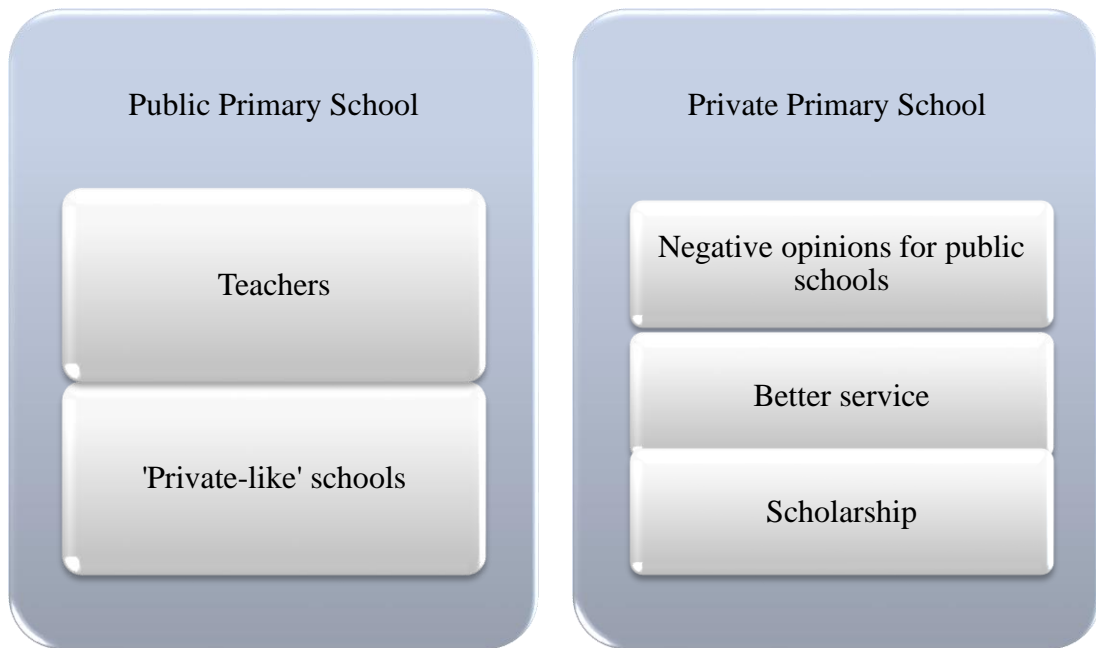 Public Primary School
Teachers
'Private-like' schools
Private Primary School
Negative opinions for public
schools
Better service
Scholarship